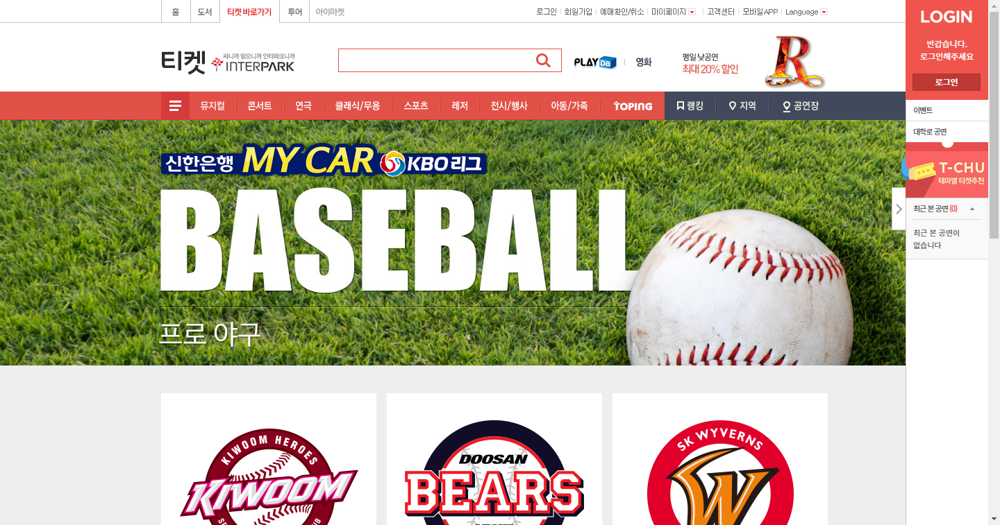 홈 도서 티켓 바로가기 투어 아이마켓
로그인 회원가입 예매확인/취소 마이페이지 고객센터 모바일APP Language
LOGIN
반갑습니다.
로그인해주세요
로그인
티켓 싸니까 믿으니까 인터파크니까
INTERPARK
PLAY DB 영화
평일 낮공연
최대 20% 할인
R
뮤지컬 콘서트 연극 클래식/무용 스포츠 레저 전시/행사 아동/가족 TOPING 랭킹 지역 공연장
이벤트
대학로 공연
T-CHU
테마별 티켓추천
최근 본 공연 (0)
최근 본 공연이
없습니다
신한은행 MY CAR KBO 리그
BASEBALL
프로 야구
KIWOOM HEROES
KIWOOM
DOOSAN
BEARS
SK WYVERNS
W